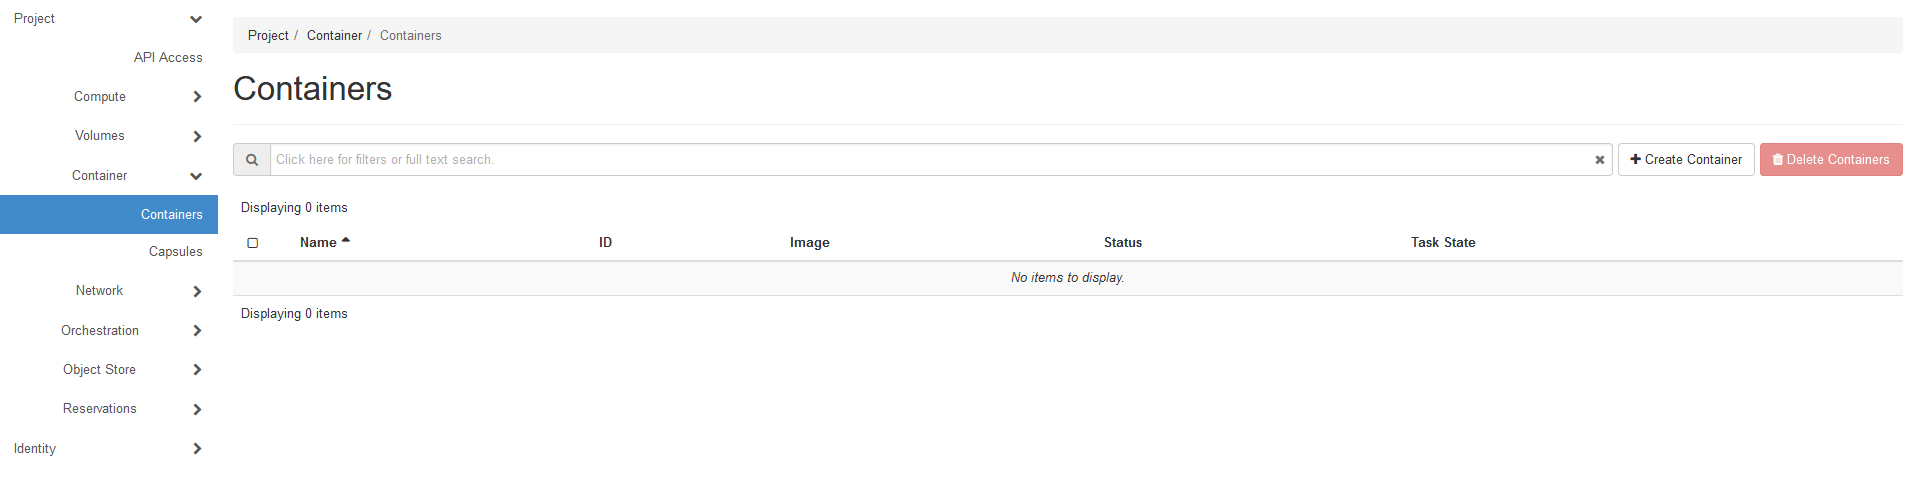 Project
API Access
Compute
Volumes
Container
Containers
Capsules
Network
Orchestration
Object Store
Reservations
Identity
Project / Container / Containers
Containers
Click here for filters or full text search.
Create Container
Delete Containers
Displaying 0 items
Name ID Image Status Task State
No items to display.
Displaying 0 items